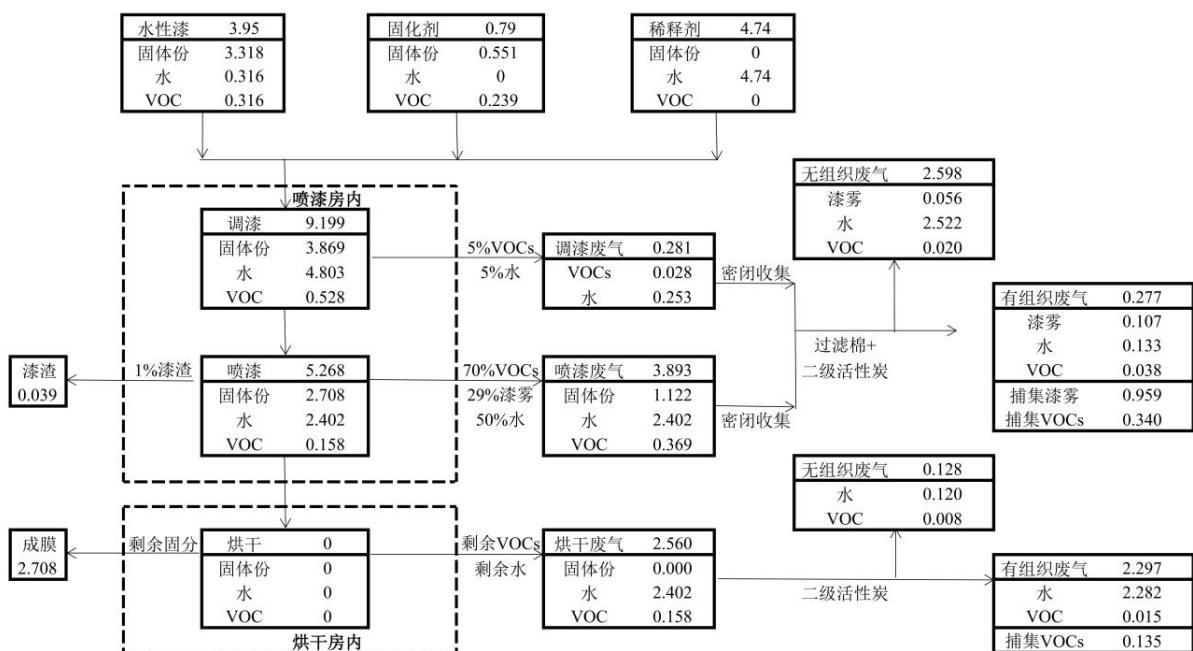 水性漆 3.95
固体份 3.318
水 0.316
VOC 0.316
固化剂 0.79
固体份 0.551
水 0
VOC 0.239
稀释剂 4.74
固体份 0
水 4.74
VOC 0
喷漆房内
调漆 9.199
固体份 3.869
水 4.803
VOC 0.528
5%VOCs
5%水
调漆废气 0.281
VOCs 0.028
水 0.253
密闭收集
无组织废气 2.598
漆雾 0.056
水 2.522
VOC 0.020
过滤棉+
二级活性炭
有组织废气 0.277
漆雾 0.107
水 0.133
VOC 0.038
捕集漆雾 0.959
捕集VOCs 0.340
漆渣
0.039
1%漆渣
喷漆 5.268
固体份 2.708
水 2.402
VOC 0.158
70%VOCs
29%漆雾
50%水
喷漆废气 3.893
固体份 1.122
水 2.402
VOC 0.369
密闭收集
成膜
2.708
剩余固分
烘干 0
固体份 0
水 0
VOC 0
烘干房内
剩余VOCs
剩余水
烘干废气 2.560
固体份 0.000
水 2.402
VOC 0.158
二级活性炭
无组织废气 0.128
水 0.120
VOC 0.008
有组织废气 2.297
水 2.282
VOC 0.015
捕集VOCs 0.135